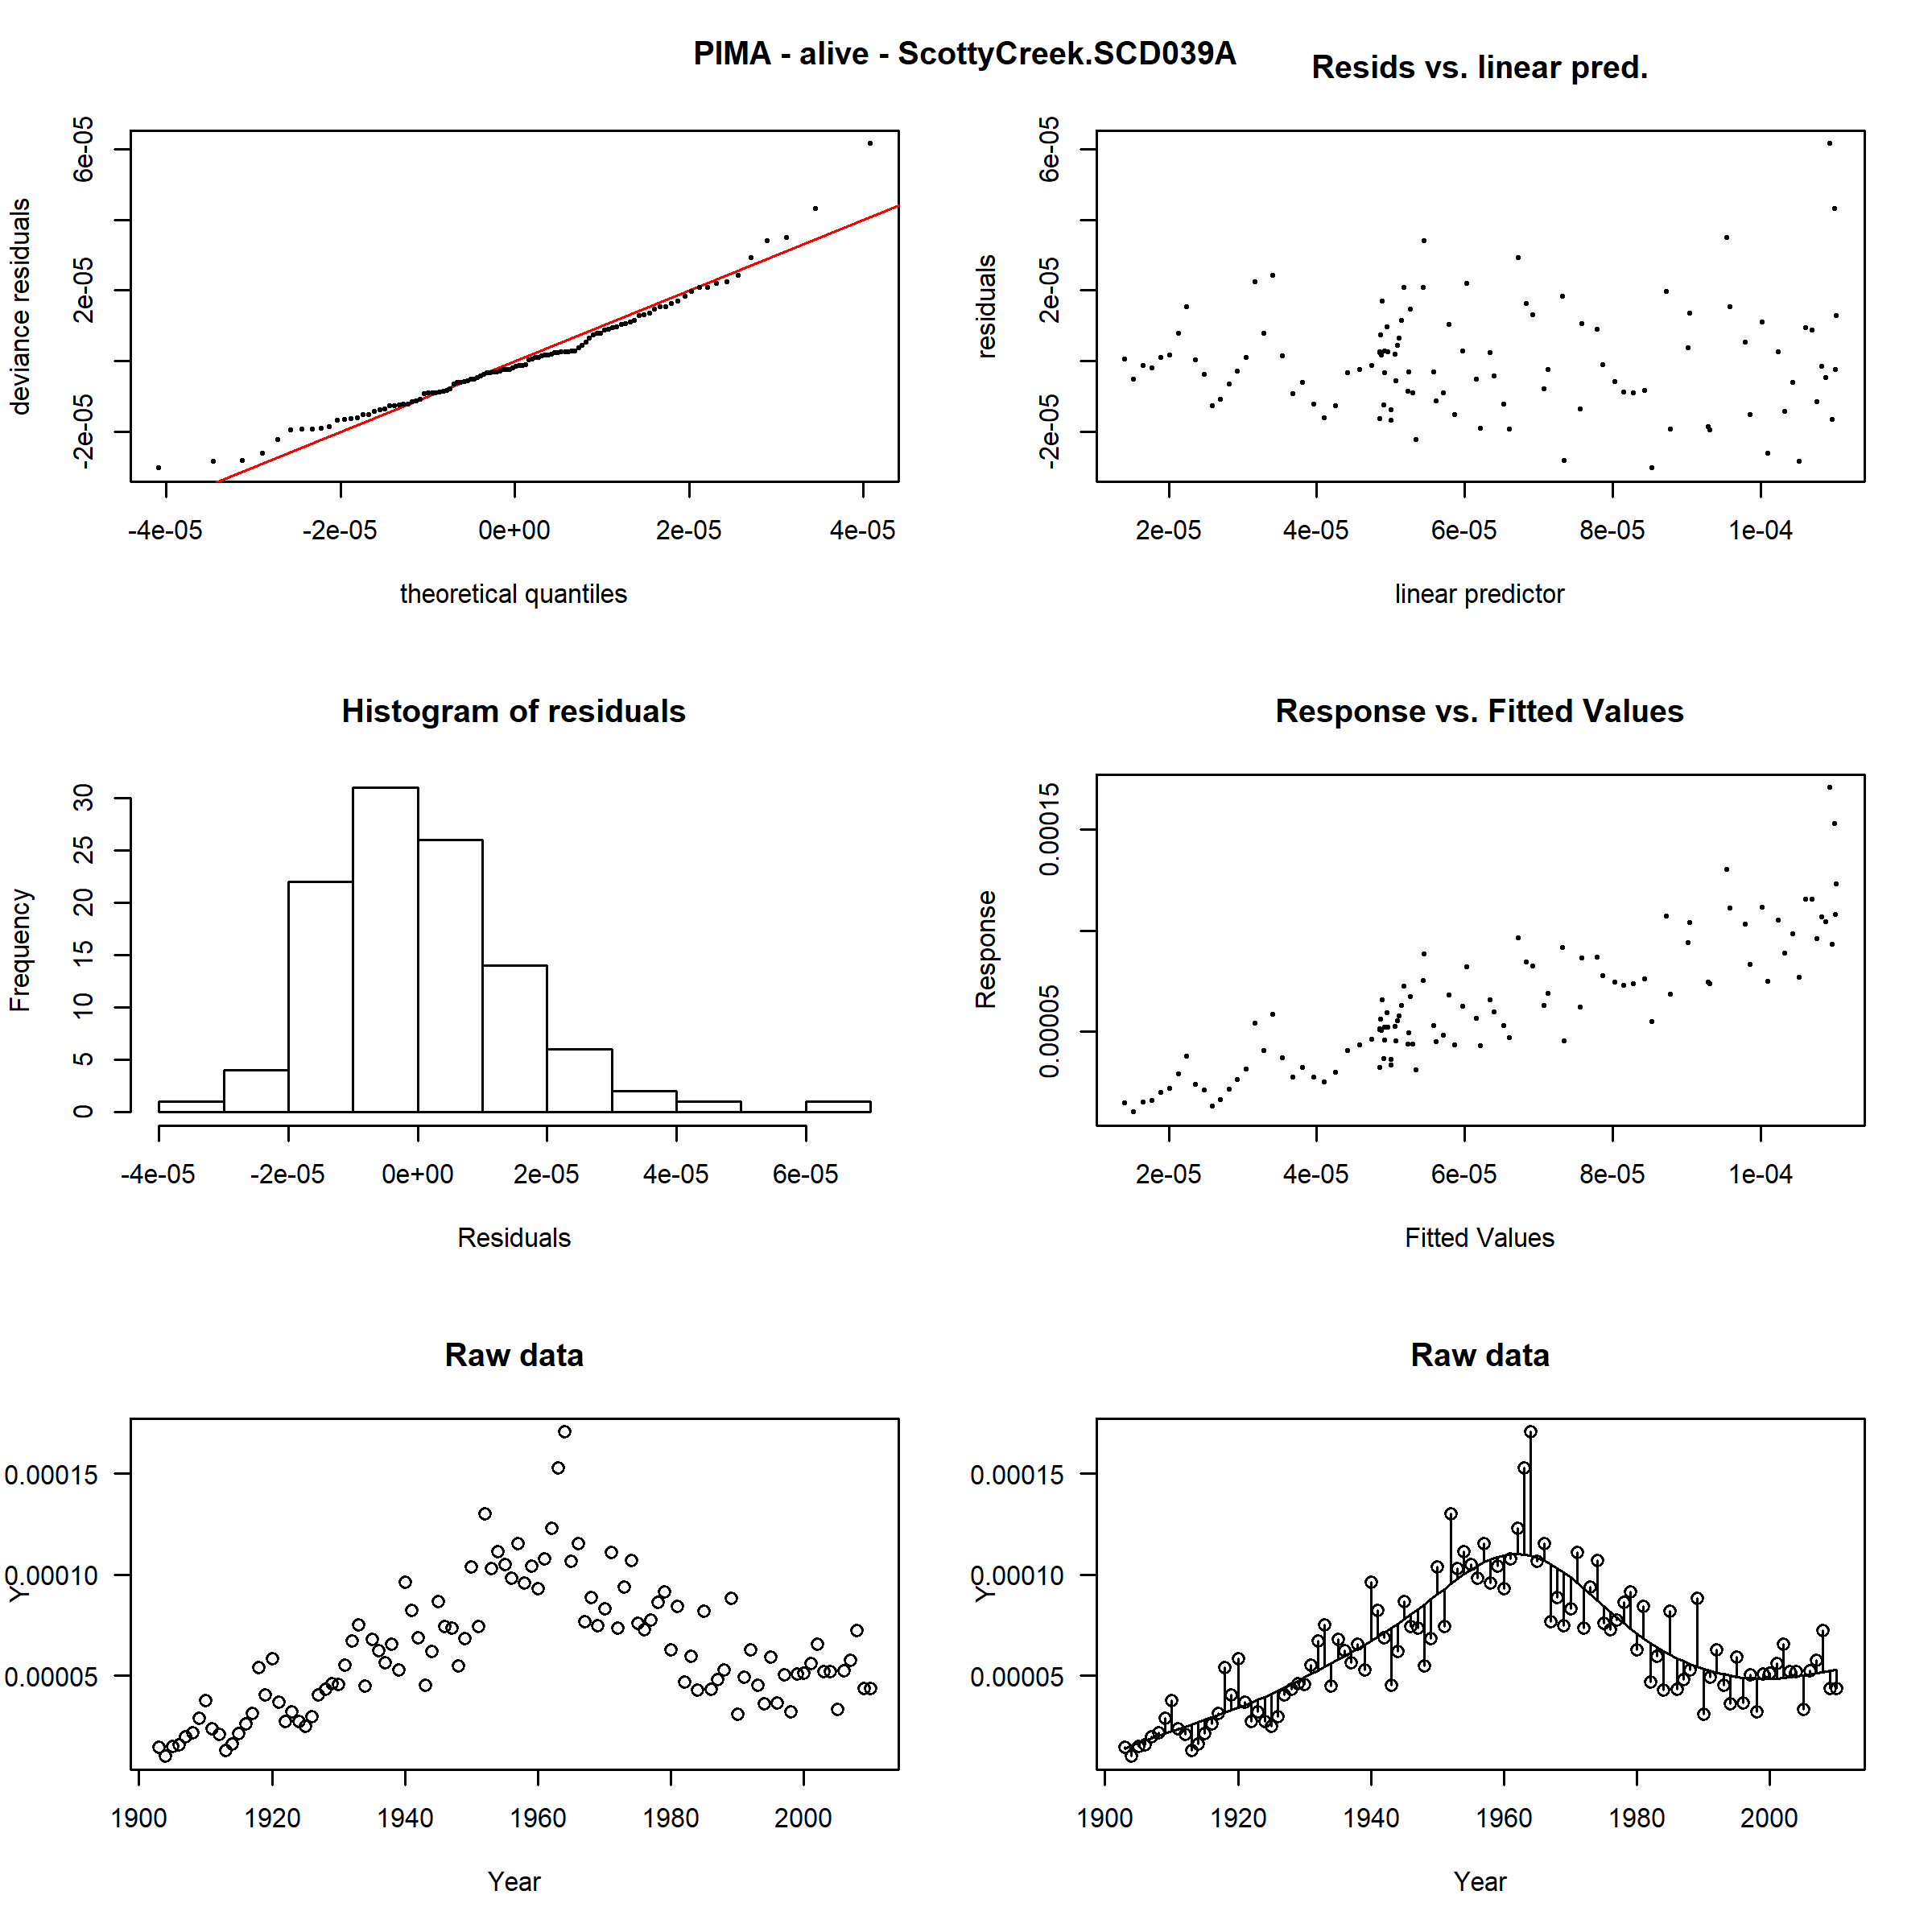 PIMA - alive - ScottyCreek.SCD039A
Resids vs. linear pred.
deviance residuals
-2e-05 2e-05 6e-05
-4e-05 -2e-05 0e+00 2e-05 4e-05
theoretical quantiles
residuals
-2e-05 2e-05 6e-05
2e-05 4e-05 6e-05 8e-05 1e-04
linear predictor
Histogram of residuals
Frequency
0 5 10 15 20 25 30
-4e-05 -2e-05 0e+00 2e-05 4e-05 6e-05
Residuals
Response vs. Fitted Values
Response
0.00005 0.00015
2e-05 4e-05 6e-05 8e-05 1e-04
Fitted Values
Raw data
Y
0.00015
0.00010
0.00005
1900 1920 1940 1960 1980 2000
Year
Raw data
Y
0.00015
0.00010
0.00005
1900 1920 1940 1960 1980 2000
Year